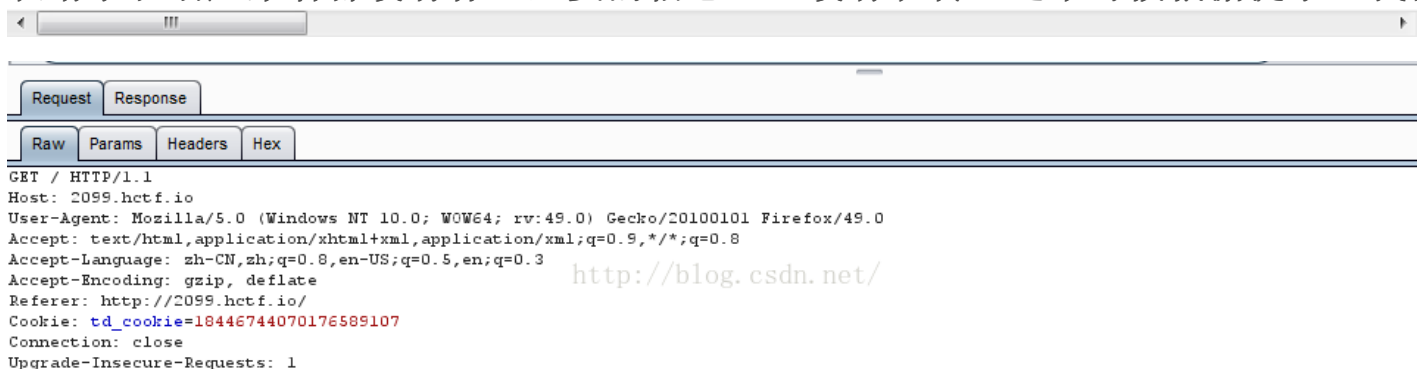 Request Response
Raw Params Headers Hex
GET / HTTP/1.1
Host: 2099.hctf.io
User-Agent: Mozilla/5.0 (Windows NT 10.0; WOW64; rv:49.0) Gecko/20100101 Firefox/49.0
Accept: text/html,application/xhtml+xml,application/xml;q=0.9,*/*;q=0.8
Accept-Language: zh-CN,zh;q=0.8,en-US;q=0.5,en;q=0.3
Accept-Encoding: gzip, deflate
http://blog.csdn.net/
Referer: http://2099.hctf.io/
Cookie: td_cookie=18446744070176589107
Connection: close
Upgrade-Insecure-Requests: 1